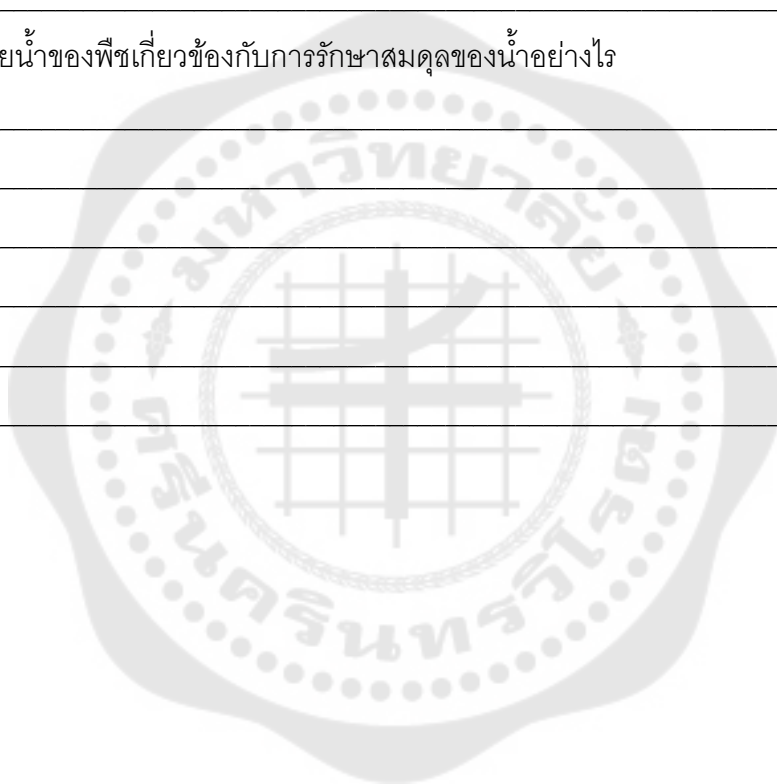 ยน้ำของพืชเกี่ยวข้องกับการรักษาสมดุลของน้ำอย่างไร
มหาวิทยาลัย
ศรีนครินทรวิโรฒ